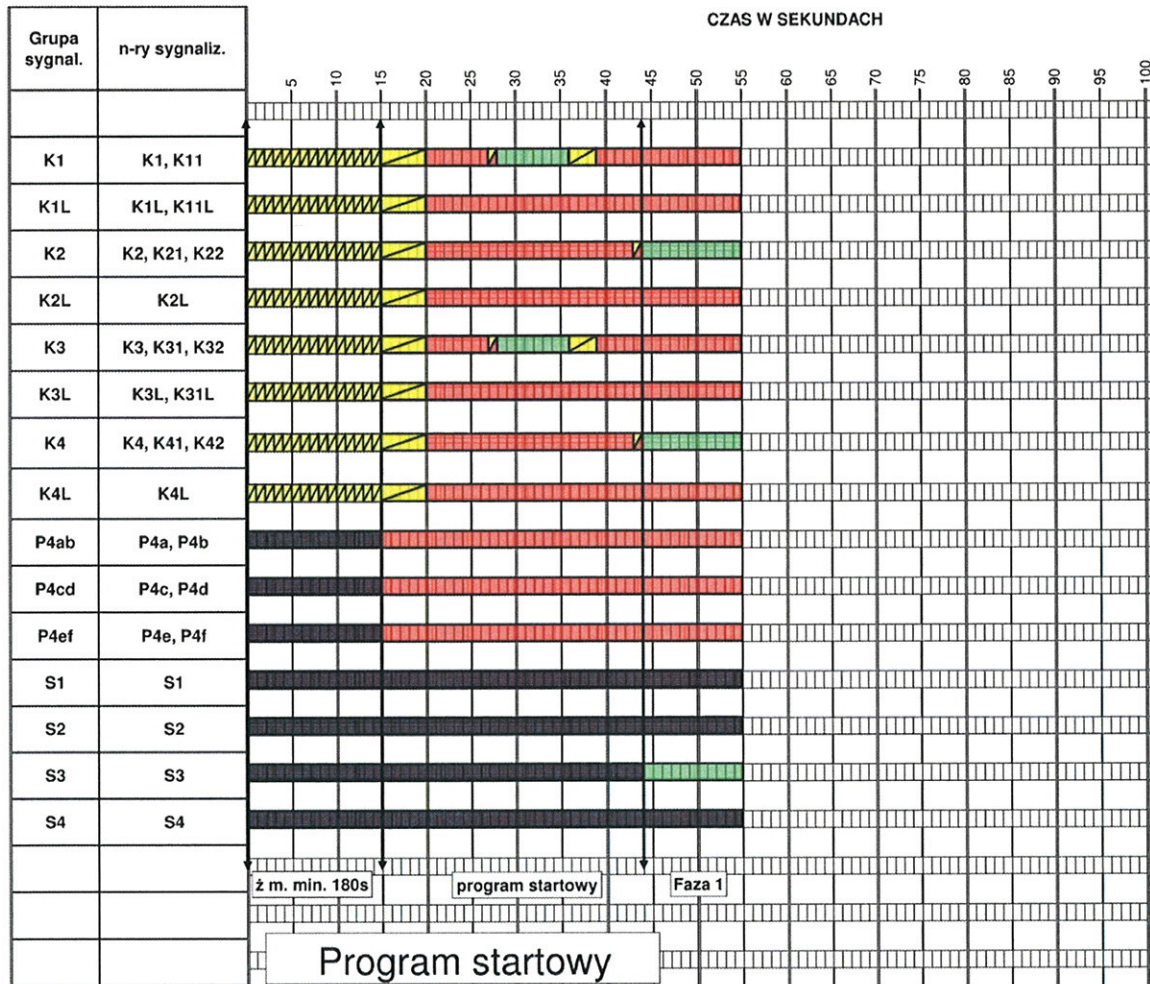 CZAS W SEKUNDACH
Grupa sygnal.
n-ry sygnaliz.
5 10 15 20 25 30 35 40 45 50 55 60 65 70 75 80 85 90 95 100
K1 K1, K11
K1L K1L, K11L
K2 K2, K21, K22
K2L K2L
K3 K3, K31, K32
K3L K3L, K31L
K4 K4, K41, K42
K4L K4L
P4ab P4a, P4b
P4cd P4c, P4d
P4ef P4e, P4f
S1 S1
S2 S2
S3 S3
S4 S4
ż m. min. 180s program startowy Faza 1
Program startowy